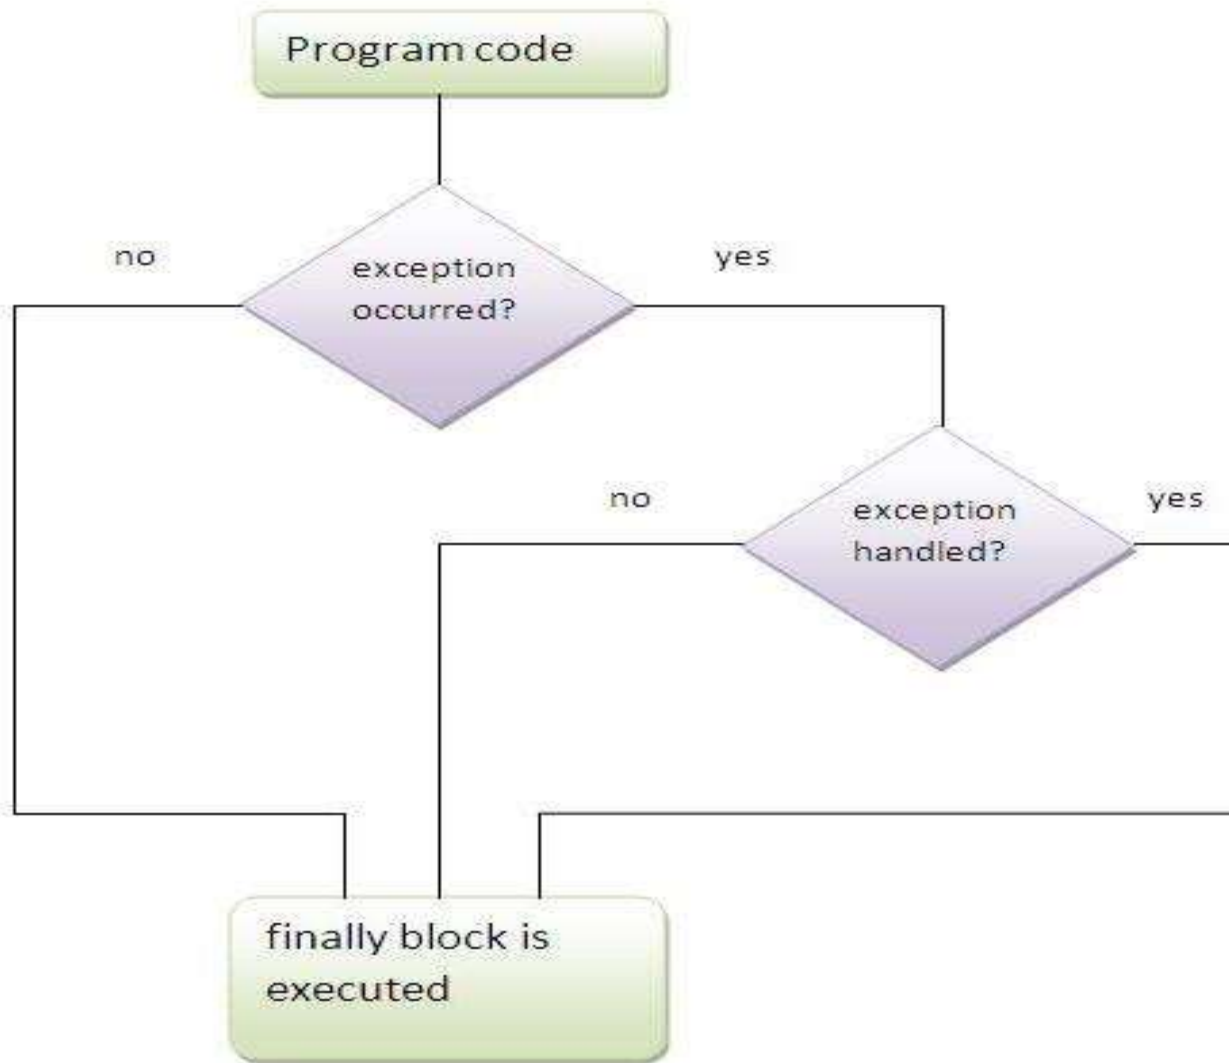 Program code
no
yes
exception
occurred?
no
yes
exception
handled?
finally block is
executed